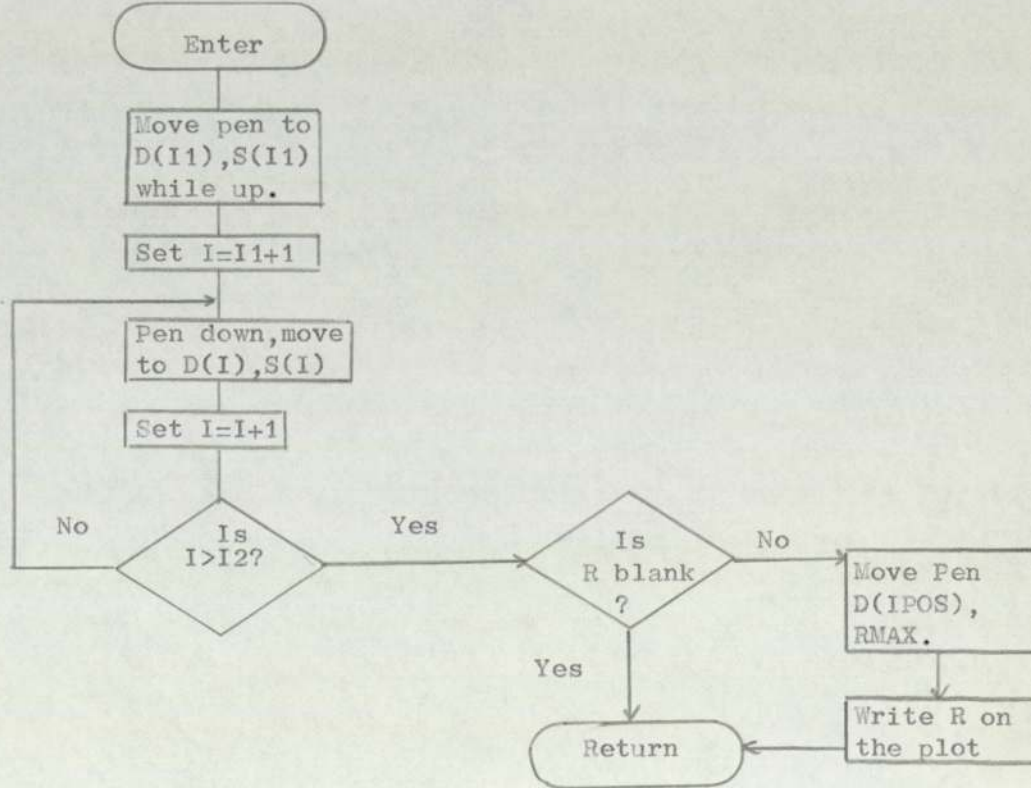 Enter
Move pen to
D(I1),S(I1)
while up.
Set I=I1+1
Pen down,move
to D(I),S(I)
Set I=I+1
Is
I>I2?
No
Yes
Is
R blank
?
No
Yes
Move Pen
D(IPOS),
RMAX.
Write R on
the plot
Return